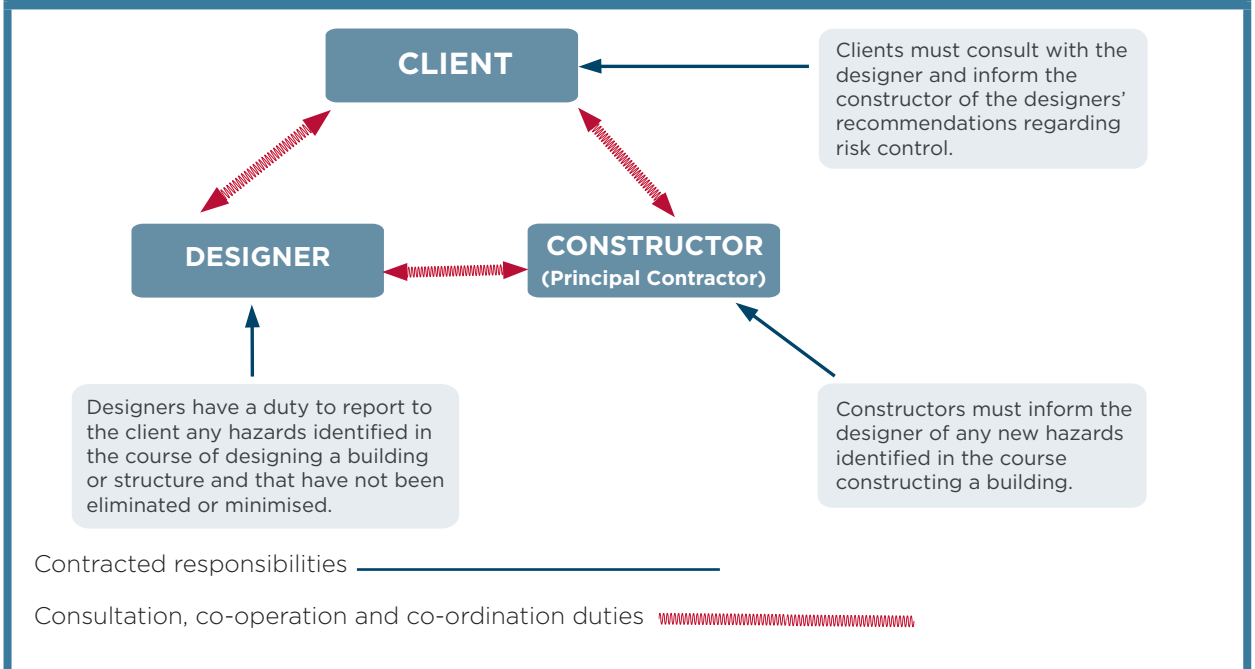 CLIENT
Clients must consult with the
designer and inform the
constructor of the designers’
recommendations regarding
risk control.
DESIGNER
CONSTRUCTOR
(Principal Contractor)
Designers have a duty to report to
the client any hazards identified in
the course of designing a building
or structure and that have not been
eliminated or minimised.
Constructors must inform the
designer of any new hazards
identified in the course
constructing a building.
Contracted responsibilities
Consultation, co-operation and co-ordination duties